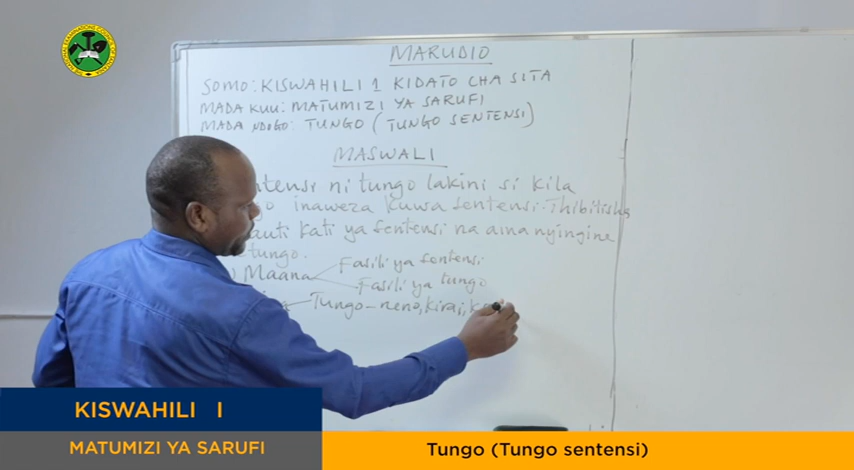 MARUDIO
SOMO: KISWAHILI 1 KIDATO CHA SITA
MADA KUU: MATUMIZI YA SARUFI
MADA NDOGO: TUNGO (TUNGO SENTENSI)
MASWALI
ntensi ni tungo lakini si kila
inaweza kuwa sentensi. Thibitisha
auti kati ya sentensi na aina nyingine
tungo.
Maana Fasili ya sentensi
Fasili ya tungo
Tungo - neno, kirai, k
KISWAHILI I
MATUMIZI YA SARUFI
Tungo (Tungo sentensi)